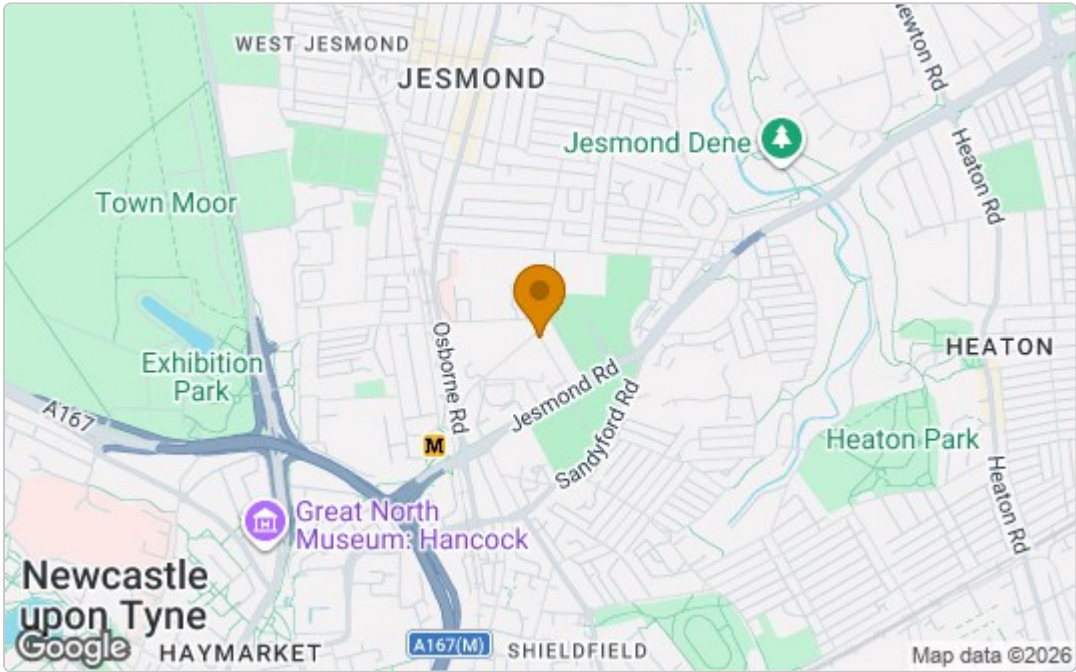 WEST JESMOND
JESMOND
Newton Rd
Jesmond Dene
Heaton Rd
Town Moor
Osborne Rd
Exhibition
Park
HEATON
A167
Jesmond Rd
Sandyford Rd
M
Heaton Park
Heaton Rd
Great North
Museum: Hancock
Newcastle
upon Tyne
Google
HAYMARKET
A167(M)
SHIELDFIELD
Map data ©2026